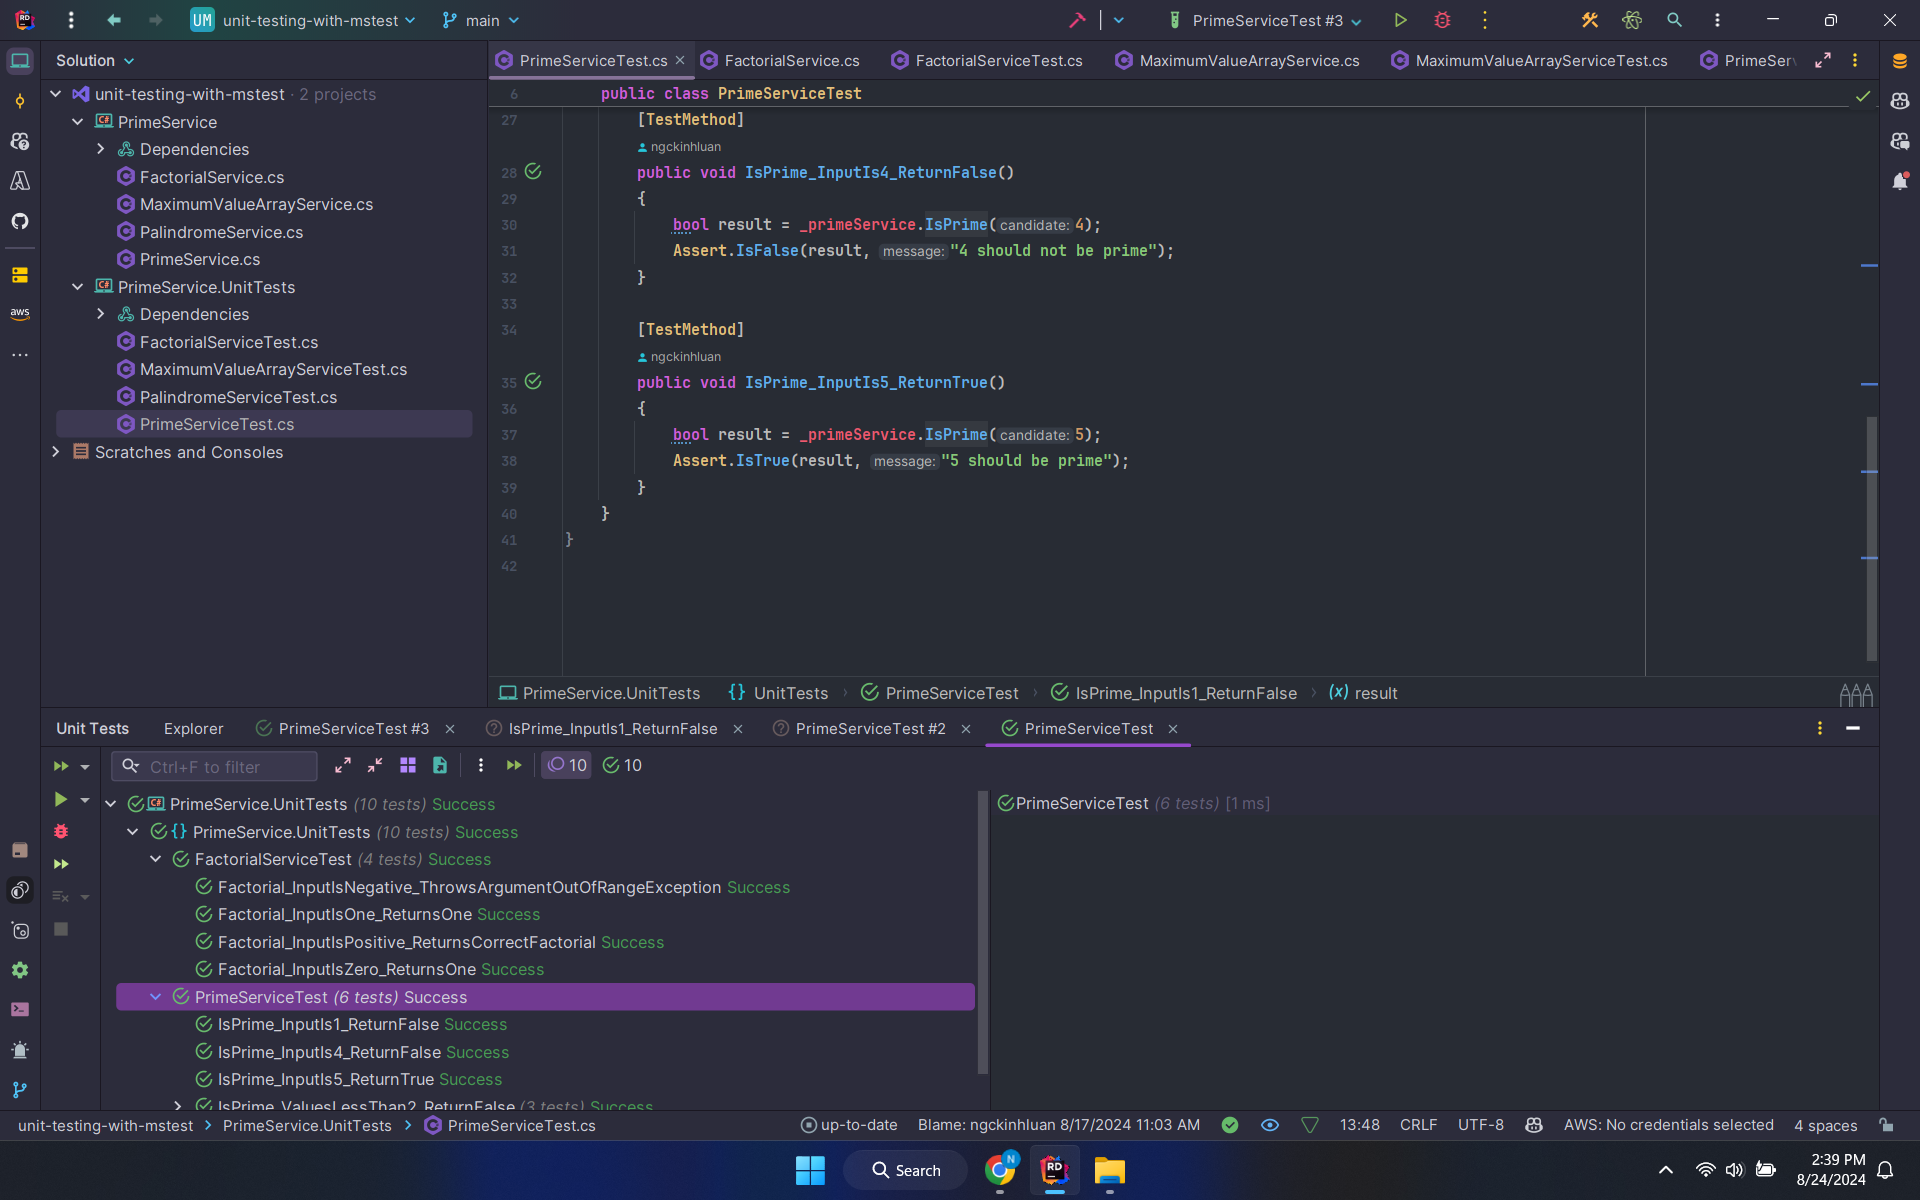 UM unit-testing-with-mstest main PrimeServiceTest #3
Solution
PrimeServiceTest.cs FactorialService.cs FactorialServiceTest.cs MaximumValueArrayService.cs MaximumValueArrayServiceTest.cs PrimeSer
unit-testing-with-mstest · 2 projects
PrimeService
Dependencies
FactorialService.cs
MaximumValueArrayService.cs
PalindromeService.cs
PrimeService.cs
PrimeService.UnitTests
Dependencies
FactorialServiceTest.cs
MaximumValueArrayServiceTest.cs
PalindromeServiceTest.cs
PrimeServiceTest.cs
Scratches and Consoles
aws
6 public class PrimeServiceTest
27 [TestMethod]
ngckinhluan
28 public void IsPrime_InputIs4_ReturnFalse()
29 {
30 bool result = _primeService.IsPrime( candidate: 4);
31 Assert.IsFalse(result, message: "4 should not be prime");
32 }
33
34 [TestMethod]
ngckinhluan
35 public void IsPrime_InputIs5_ReturnTrue()
36 {
37 bool result = _primeService.IsPrime( candidate: 5);
38 Assert.IsTrue(result, message: "5 should be prime");
39 }
40 }
41 }
42
PrimeService.UnitTests {} UnitTests › PrimeServiceTest › IsPrime_InputIs1_ReturnFalse › (x) result
Unit Tests Explorer PrimeServiceTest #3 IsPrime_InputIs1_ReturnFalse PrimeServiceTest #2 PrimeServiceTest
Ctrl+F to filter 10 10
PrimeService.UnitTests (10 tests) Success
{} PrimeService.UnitTests (10 tests) Success
FactorialServiceTest (4 tests) Success
Factorial_InputIsNegative_ThrowsArgumentOutOfRangeException Success
Factorial_InputIsOne_ReturnsOne Success
Factorial_InputIsPositive_ReturnsCorrectFactorial Success
Factorial_InputIsZero_ReturnsOne Success
PrimeServiceTest (6 tests) Success
IsPrime_InputIs1_ReturnFalse Success
IsPrime_InputIs4_ReturnFalse Success
IsPrime_InputIs5_ReturnTrue Success
IsPrime_ValuesLessThan2_ReturnFalse (3 tests) Success
PrimeServiceTest (6 tests) [1 ms]
unit-testing-with-mstest › PrimeService.UnitTests › PrimeServiceTest.cs up-to-date Blame: ngckinhluan 8/17/2024 11:03 AM 13:48 CRLF UTF-8 AWS: No credentials selected 4 spaces
Search N RD
2:39 PM
8/24/2024